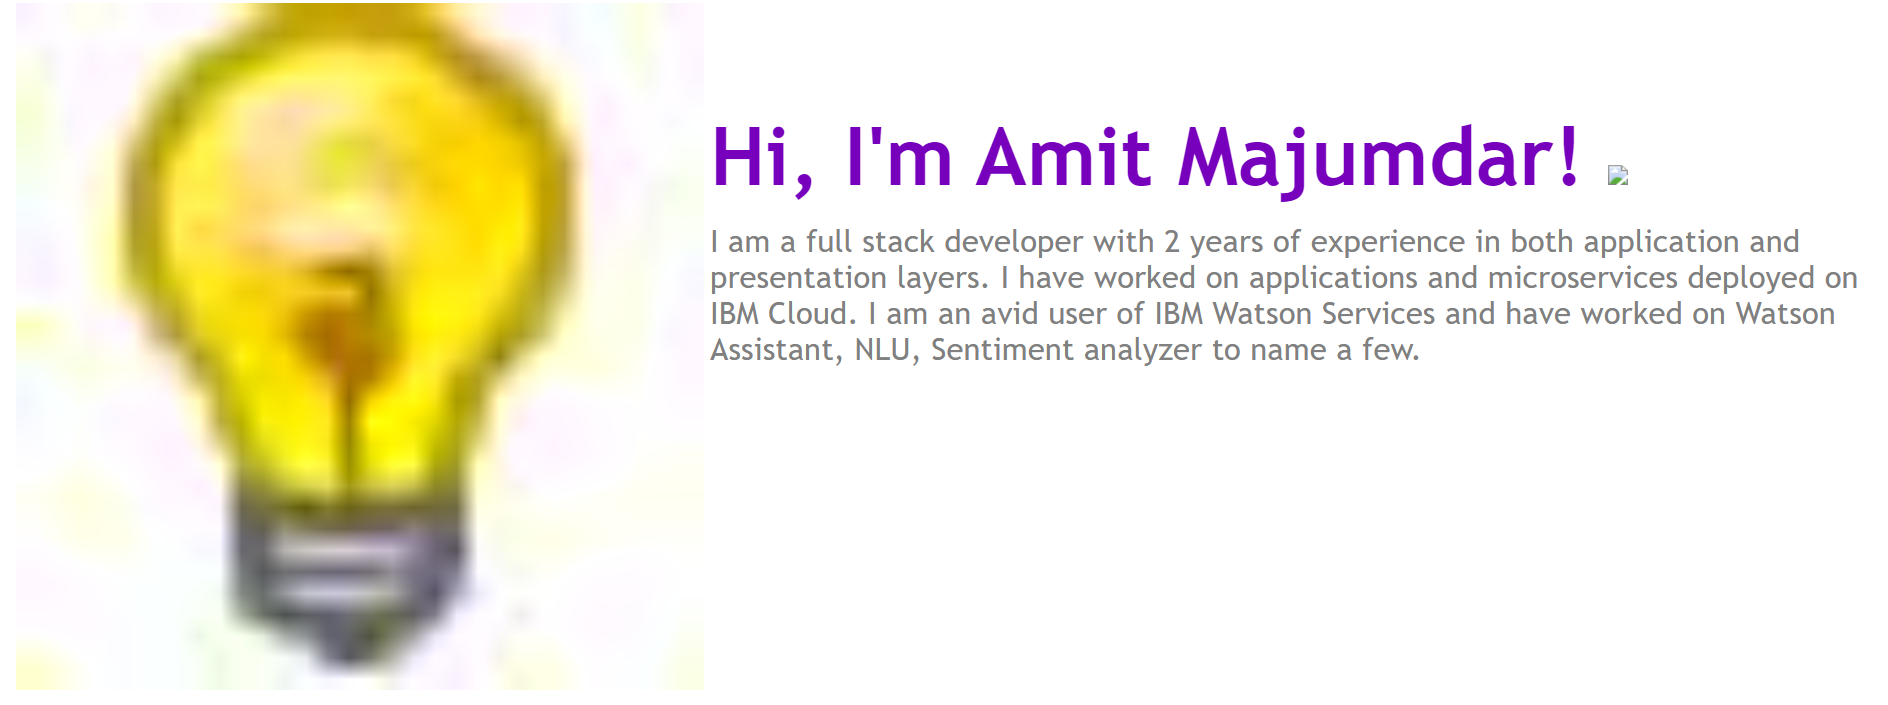 Hi, I'm Amit Majumdar!
I am a full stack developer with 2 years of experience in both application and
presentation layers. I have worked on applications and microservices deployed on
IBM Cloud. I am an avid user of IBM Watson Services and have worked on Watson
Assistant, NLU, Sentiment analyzer to name a few.